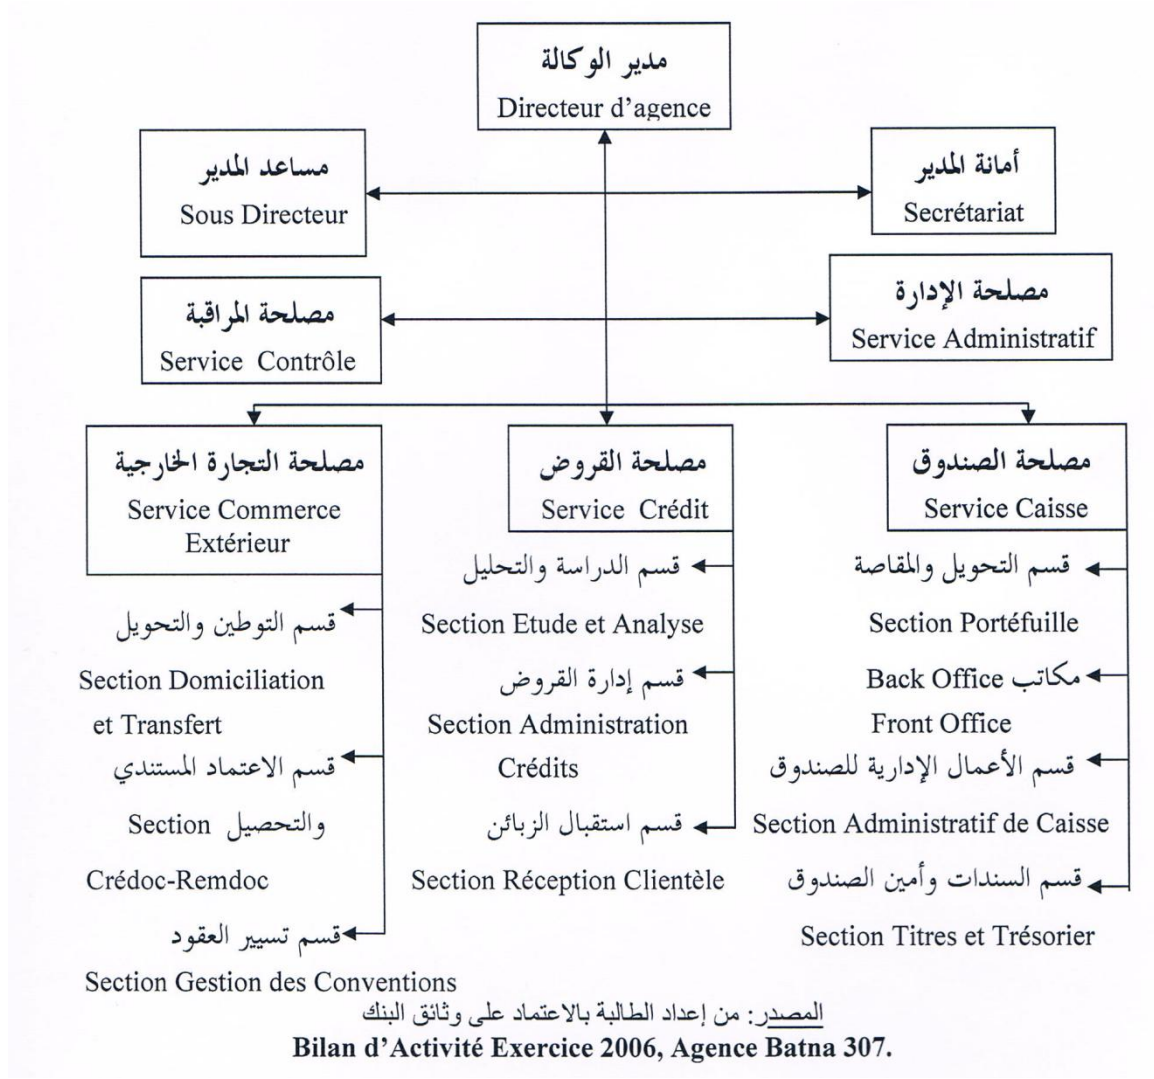 مدير الوكالة
Directeur d’agence
مساعد المدير
Sous Directeur
أمانة المدير
Secrétariat
مصلحة المراقبة
Service Contrôle
مصلحة الإدارة
Service Administratif
مصلحة التجارة الخارجية
Service Commerce
Extérieur
قسم التوطين والتحويل
Section Domiciliation
et Transfert
قسم الاعتماد المستندي
والتحصيل Section
Crédoc-Remdoc
قسم تسيير العقود
Section Gestion des Conventions
مصلحة القروض
Service Crédit
قسم الدراسة والتحليل
Section Etude et Analyse
قسم إدارة القروض
Section Administration
Crédits
قسم استقبال الزبائن
Section Réception Clientèle
مصلحة الصندوق
Service Caisse
قسم التحويل والمقاصة
Section Portéfuille
مكاتب Back Office
Front Office
قسم الأعمال الإدارية للصندوق
Section Administratif de Caisse
قسم السندات وأمين الصندوق
Section Titres et Trésorier
المصدر: من إعداد الطالبة بالاعتماد على وثائق البنك
Bilan d’Activité Exercice 2006, Agence Batna 307.